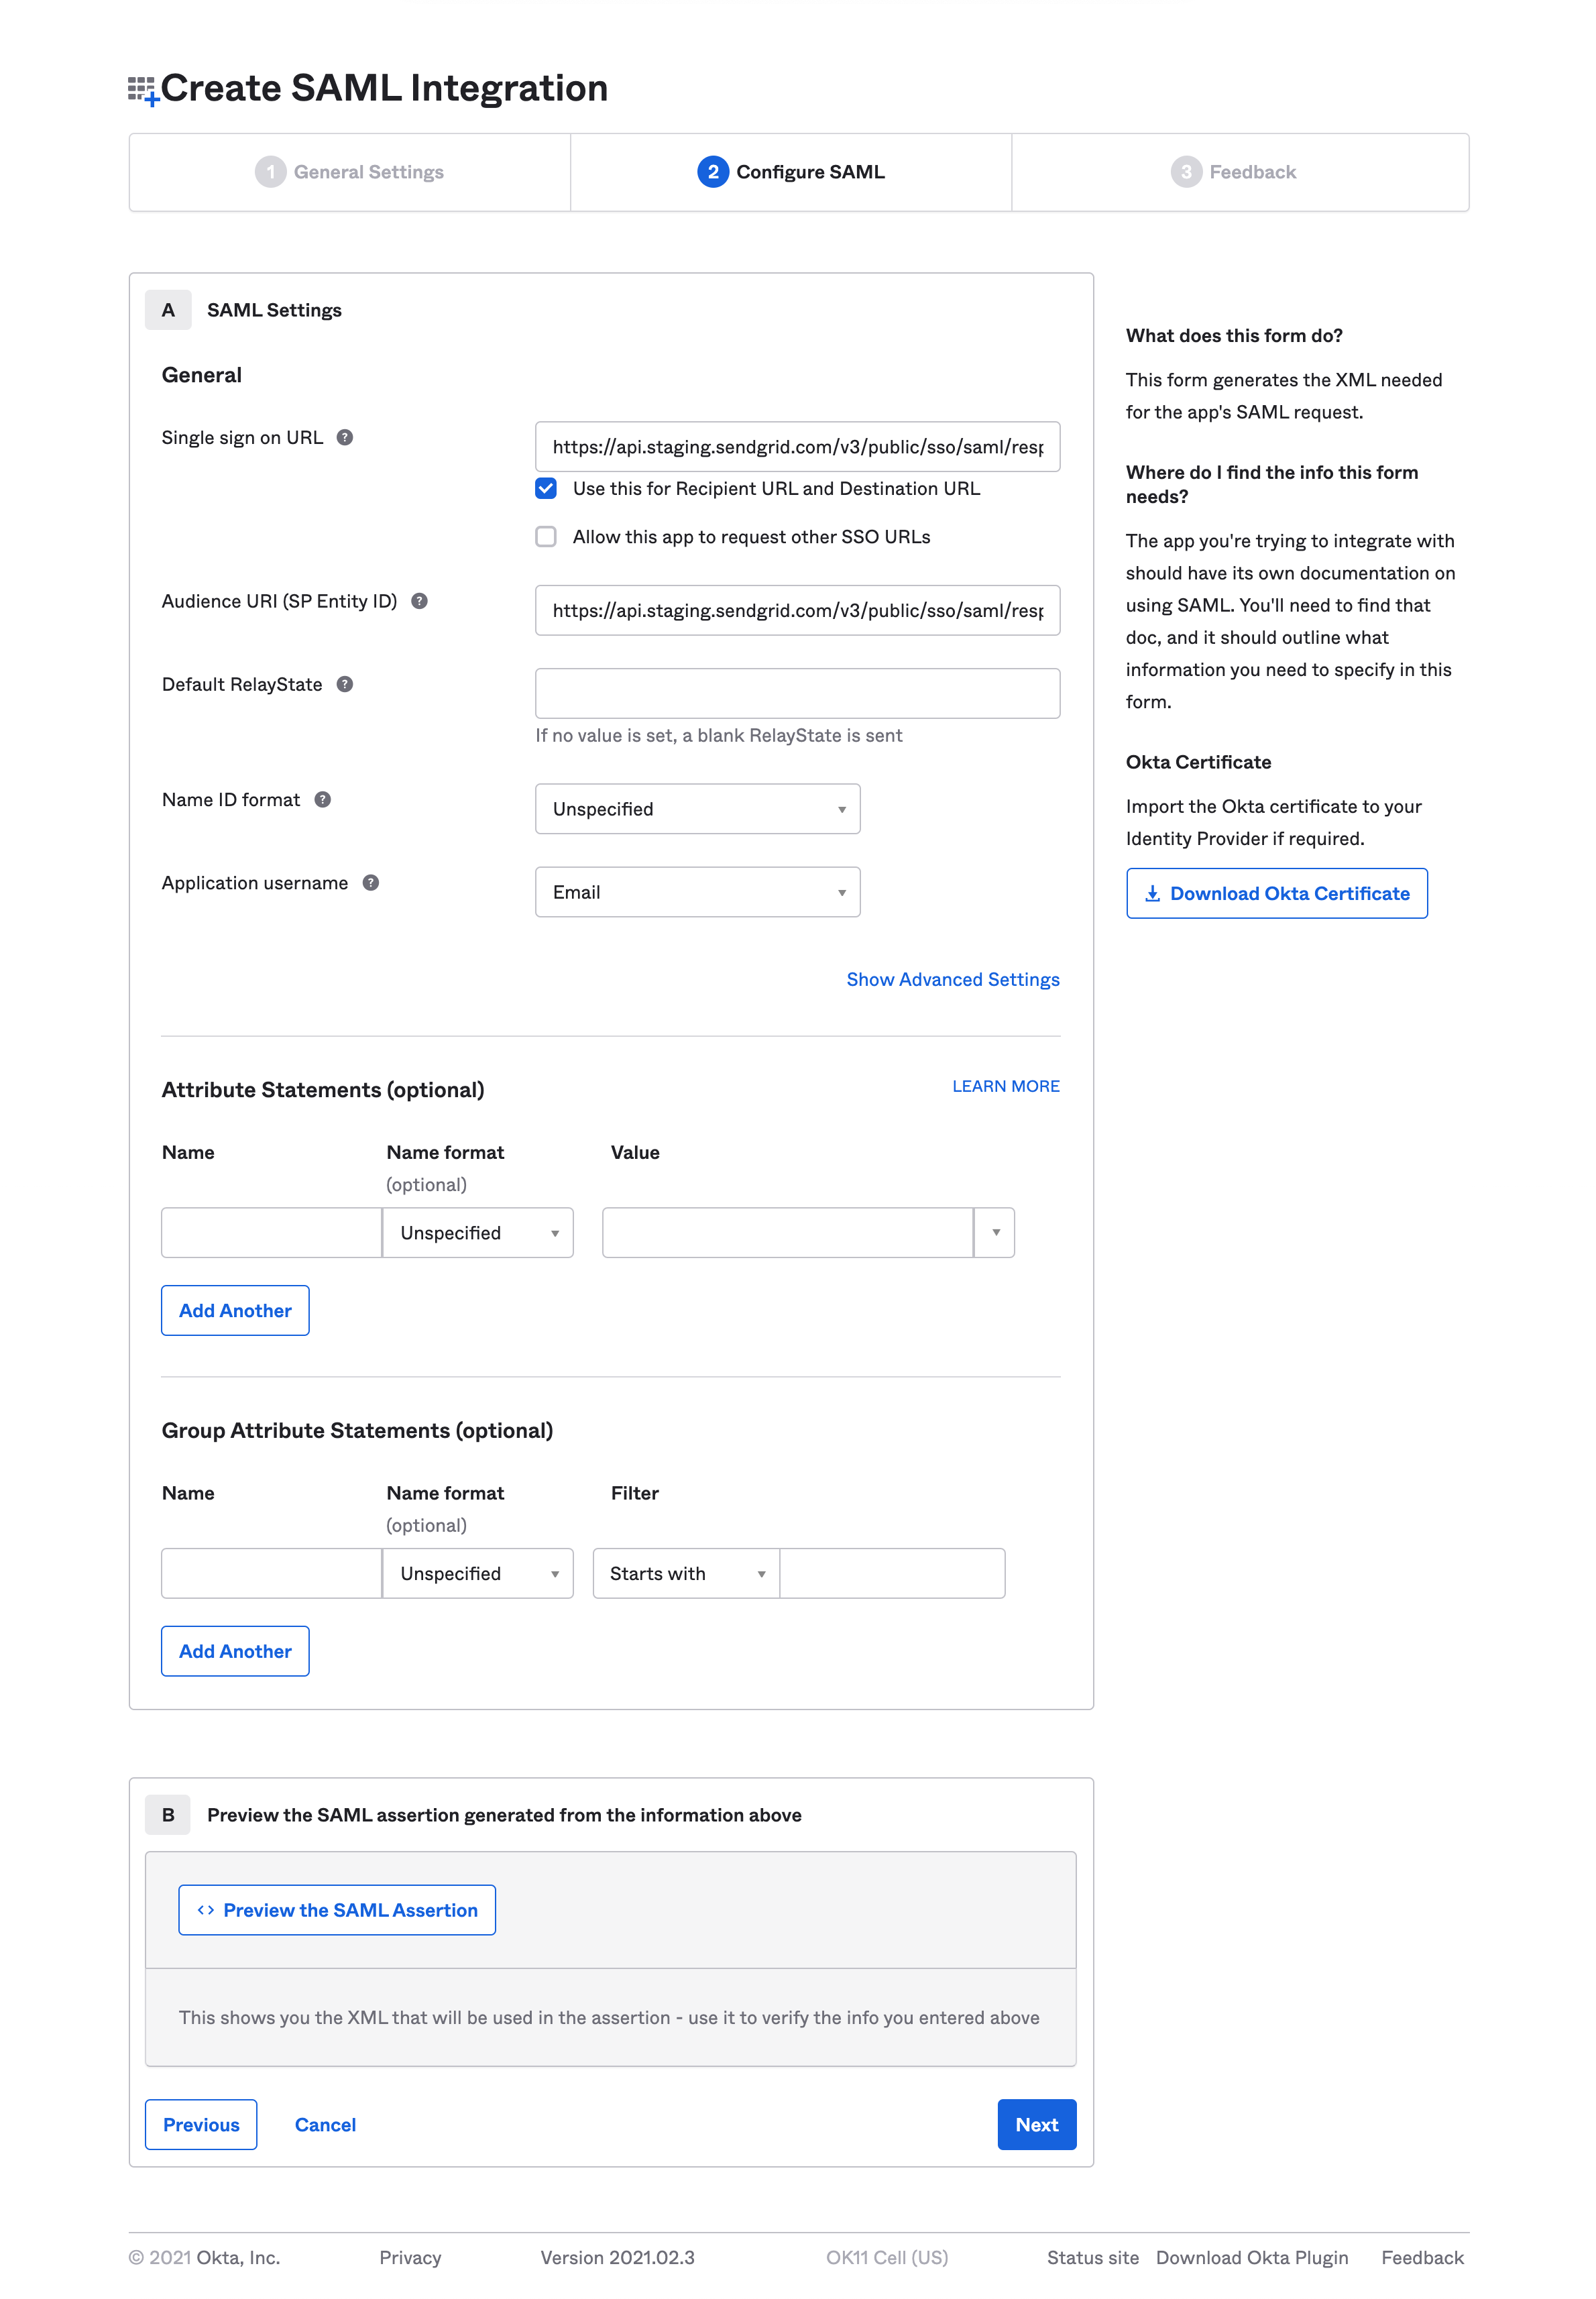 Create SAML Integration
1 General Settings
2 Configure SAML
3 Feedback
A SAML Settings
General
Single sign on URL ?
https://api.staging.sendgrid.com/v3/public/sso/saml/resp
Use this for Recipient URL and Destination URL
Allow this app to request other SSO URLs
Audience URI (SP Entity ID) ?
https://api.staging.sendgrid.com/v3/public/sso/saml/resp
Default RelayState ?
If no value is set, a blank RelayState is sent
Name ID format ?
Unspecified
Application username ?
Email
Show Advanced Settings
Attribute Statements (optional)
LEARN MORE
Name Name format Value
(optional)
Unspecified
Add Another
Group Attribute Statements (optional)
Name Name format Filter
(optional)
Unspecified Starts with
Add Another
What does this form do?
This form generates the XML needed
for the app's SAML request.
Where do I find the info this form
needs?
The app you're trying to integrate with
should have its own documentation on
using SAML. You'll need to find that
doc, and it should outline what
information you need to specify in this
form.
Okta Certificate
Import the Okta certificate to your
Identity Provider if required.
Download Okta Certificate
B Preview the SAML assertion generated from the information above
<> Preview the SAML Assertion
This shows you the XML that will be used in the assertion - use it to verify the info you entered above
Previous Cancel Next
© 2021 Okta, Inc. Privacy Version 2021.02.3 OK11 Cell (US) Status site Download Okta Plugin Feedback